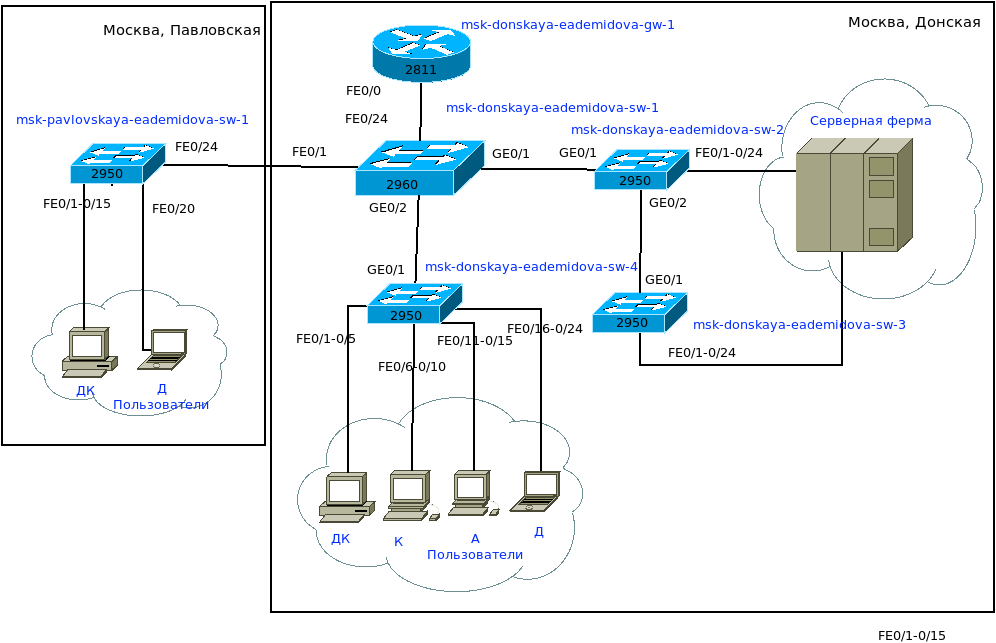 Москва, Павловская
msk-pavlovskaya-eademidova-sw-1
FE0/24
2950
FE0/1-0/15
FE0/20
ДК
Д
Пользователи
Москва, Донская
msk-donskaya-eademidova-gw-1
2811
FE0/0
FE0/24
msk-donskaya-eademidova-sw-1
FE0/1
2960
GE0/1
GE0/2
msk-donskaya-eademidova-sw-2
GE0/1
FE0/1-0/24
2950
GE0/2
Серверная ферма
GE0/1
msk-donskaya-eademidova-sw-4
2950
FE0/1-0/5
FE0/6-0/10
FE0/11-0/15
FE0/16-0/24
GE0/1
2950
msk-donskaya-eademidova-sw-3
FE0/1-0/24
ДК
К
А
Д
Пользователи
FE0/1-0/15